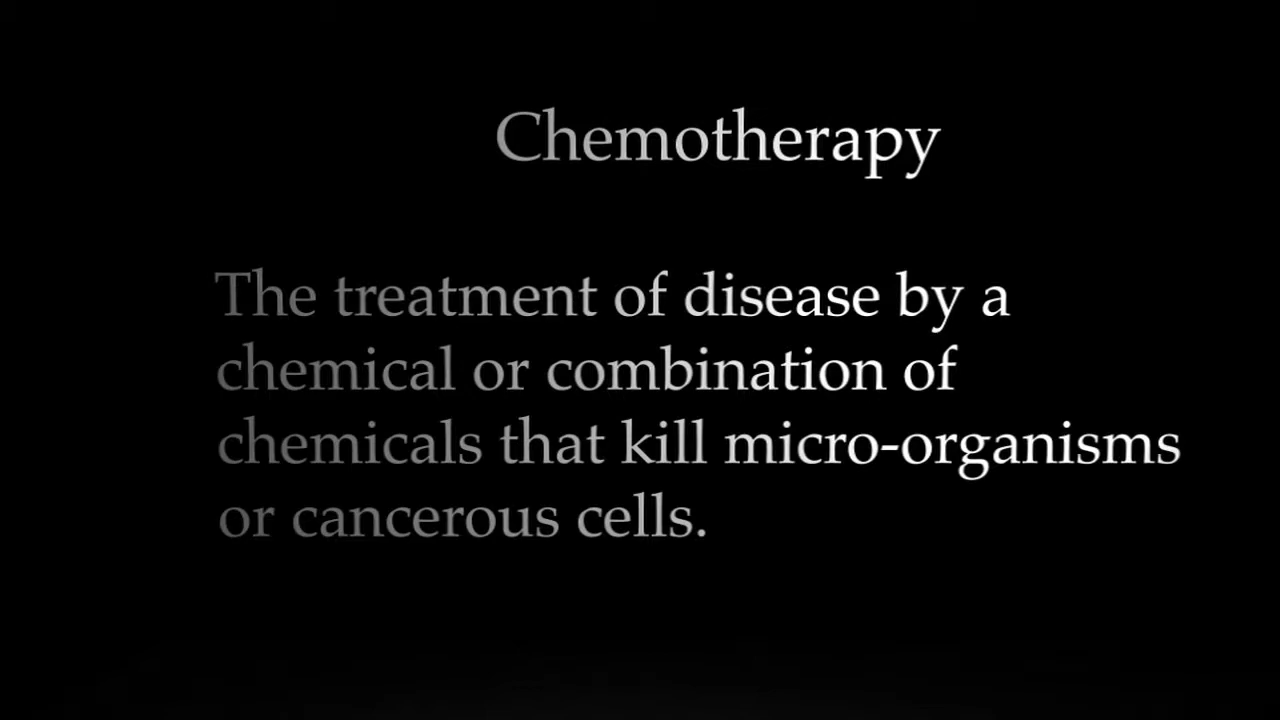 Chemotherapy
The treatment of disease by a
chemical or combination of
chemicals that kill micro-organisms
or cancerous cells.